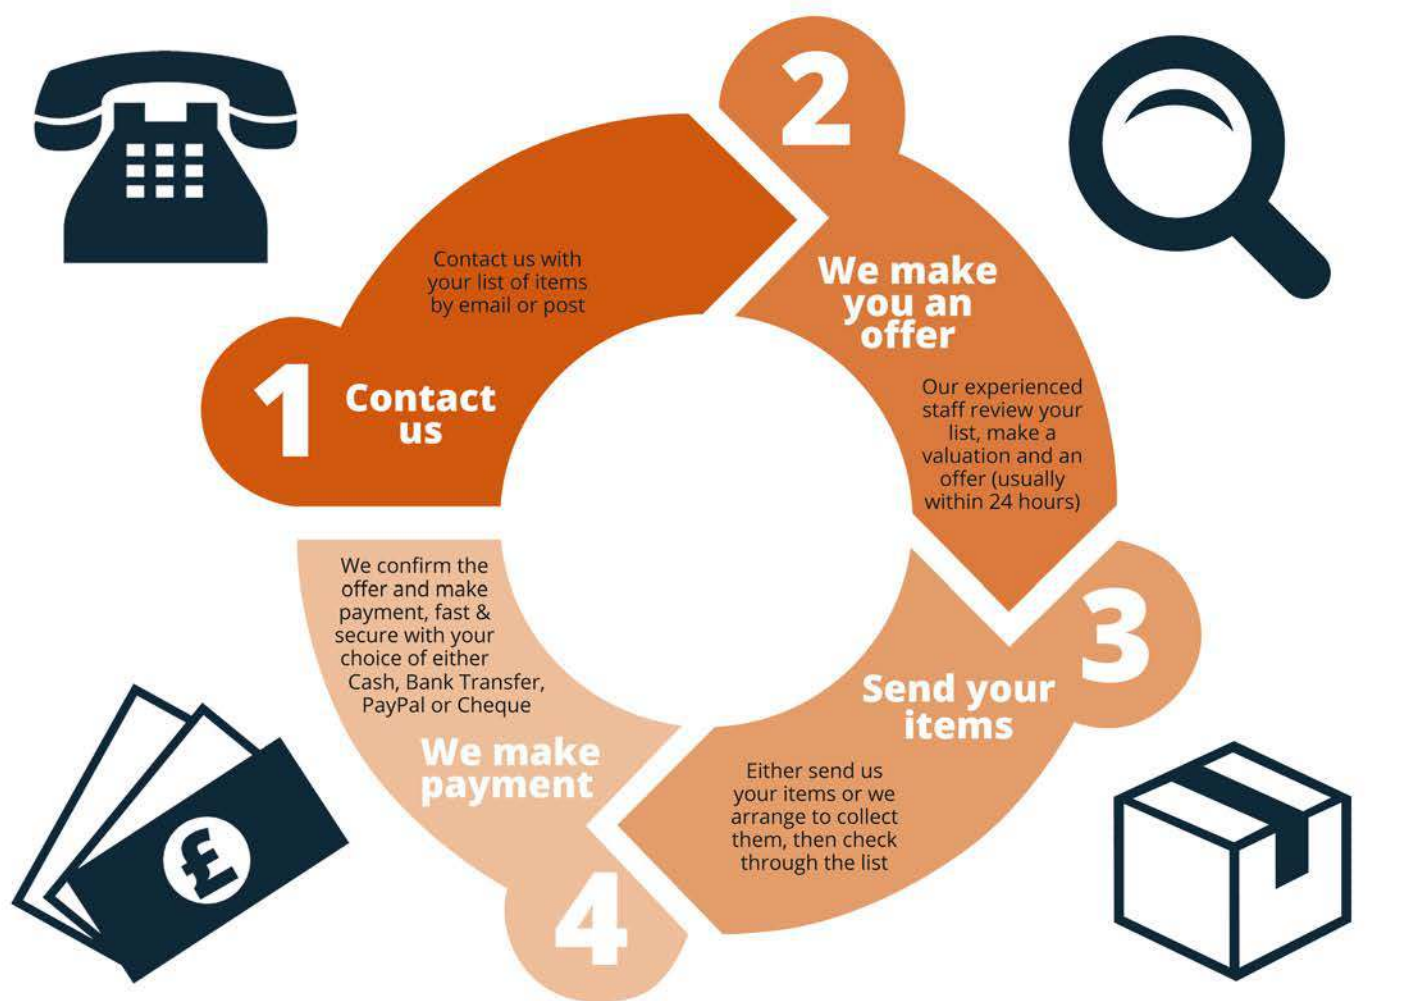 1
Contact
us
Contact us with
your list of items
by email or post
2
We make
you an
offer
Our experienced
staff review your
list, make a
valuation and an
offer (usually
within 24 hours)
3
Send your
items
Either send us
your items or we
arrange to collect
them, then check
through the list
4
We make
payment
We confirm the
offer and make
payment, fast &
secure with your
choice of either
Cash, Bank Transfer,
PayPal or Cheque
£